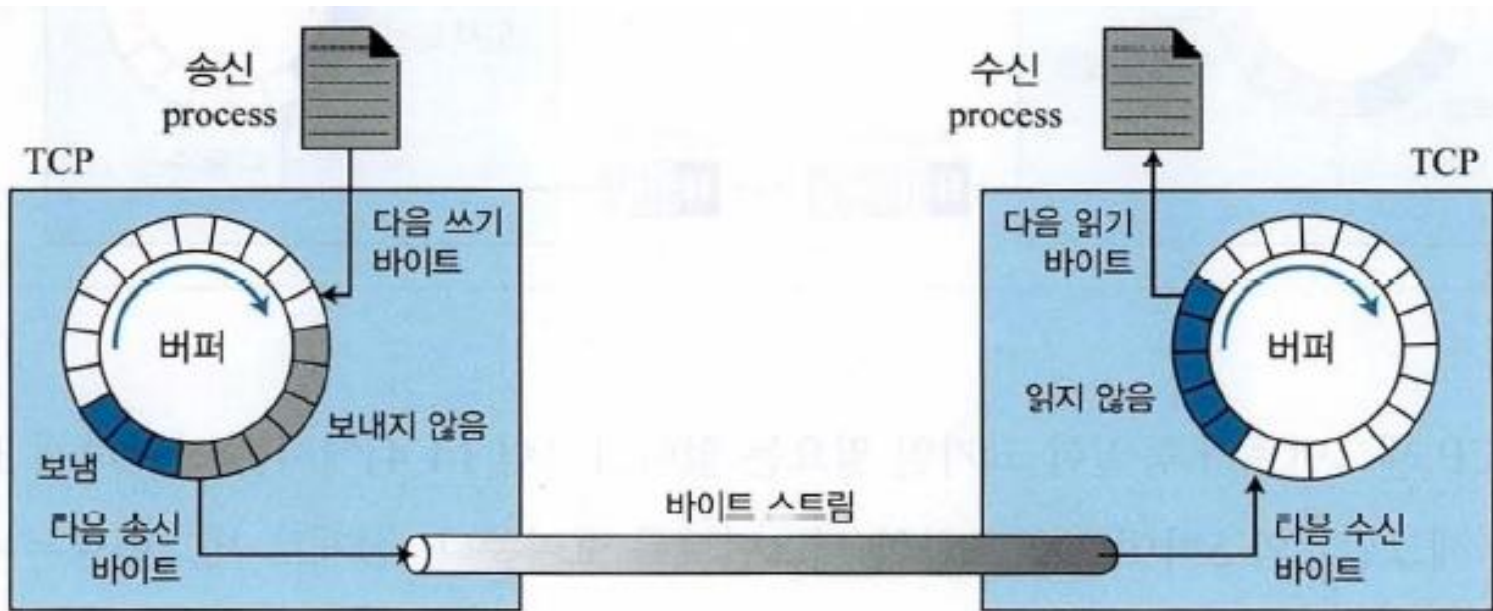 송신
process
TCP
다음 쓰기
바이트
버퍼
보내지 않음
보냄
다음 송신
바이트
바이트 스트림
수신
process
TCP
다음 읽기
바이트
버퍼
읽지 않음
다음 수신
바이트